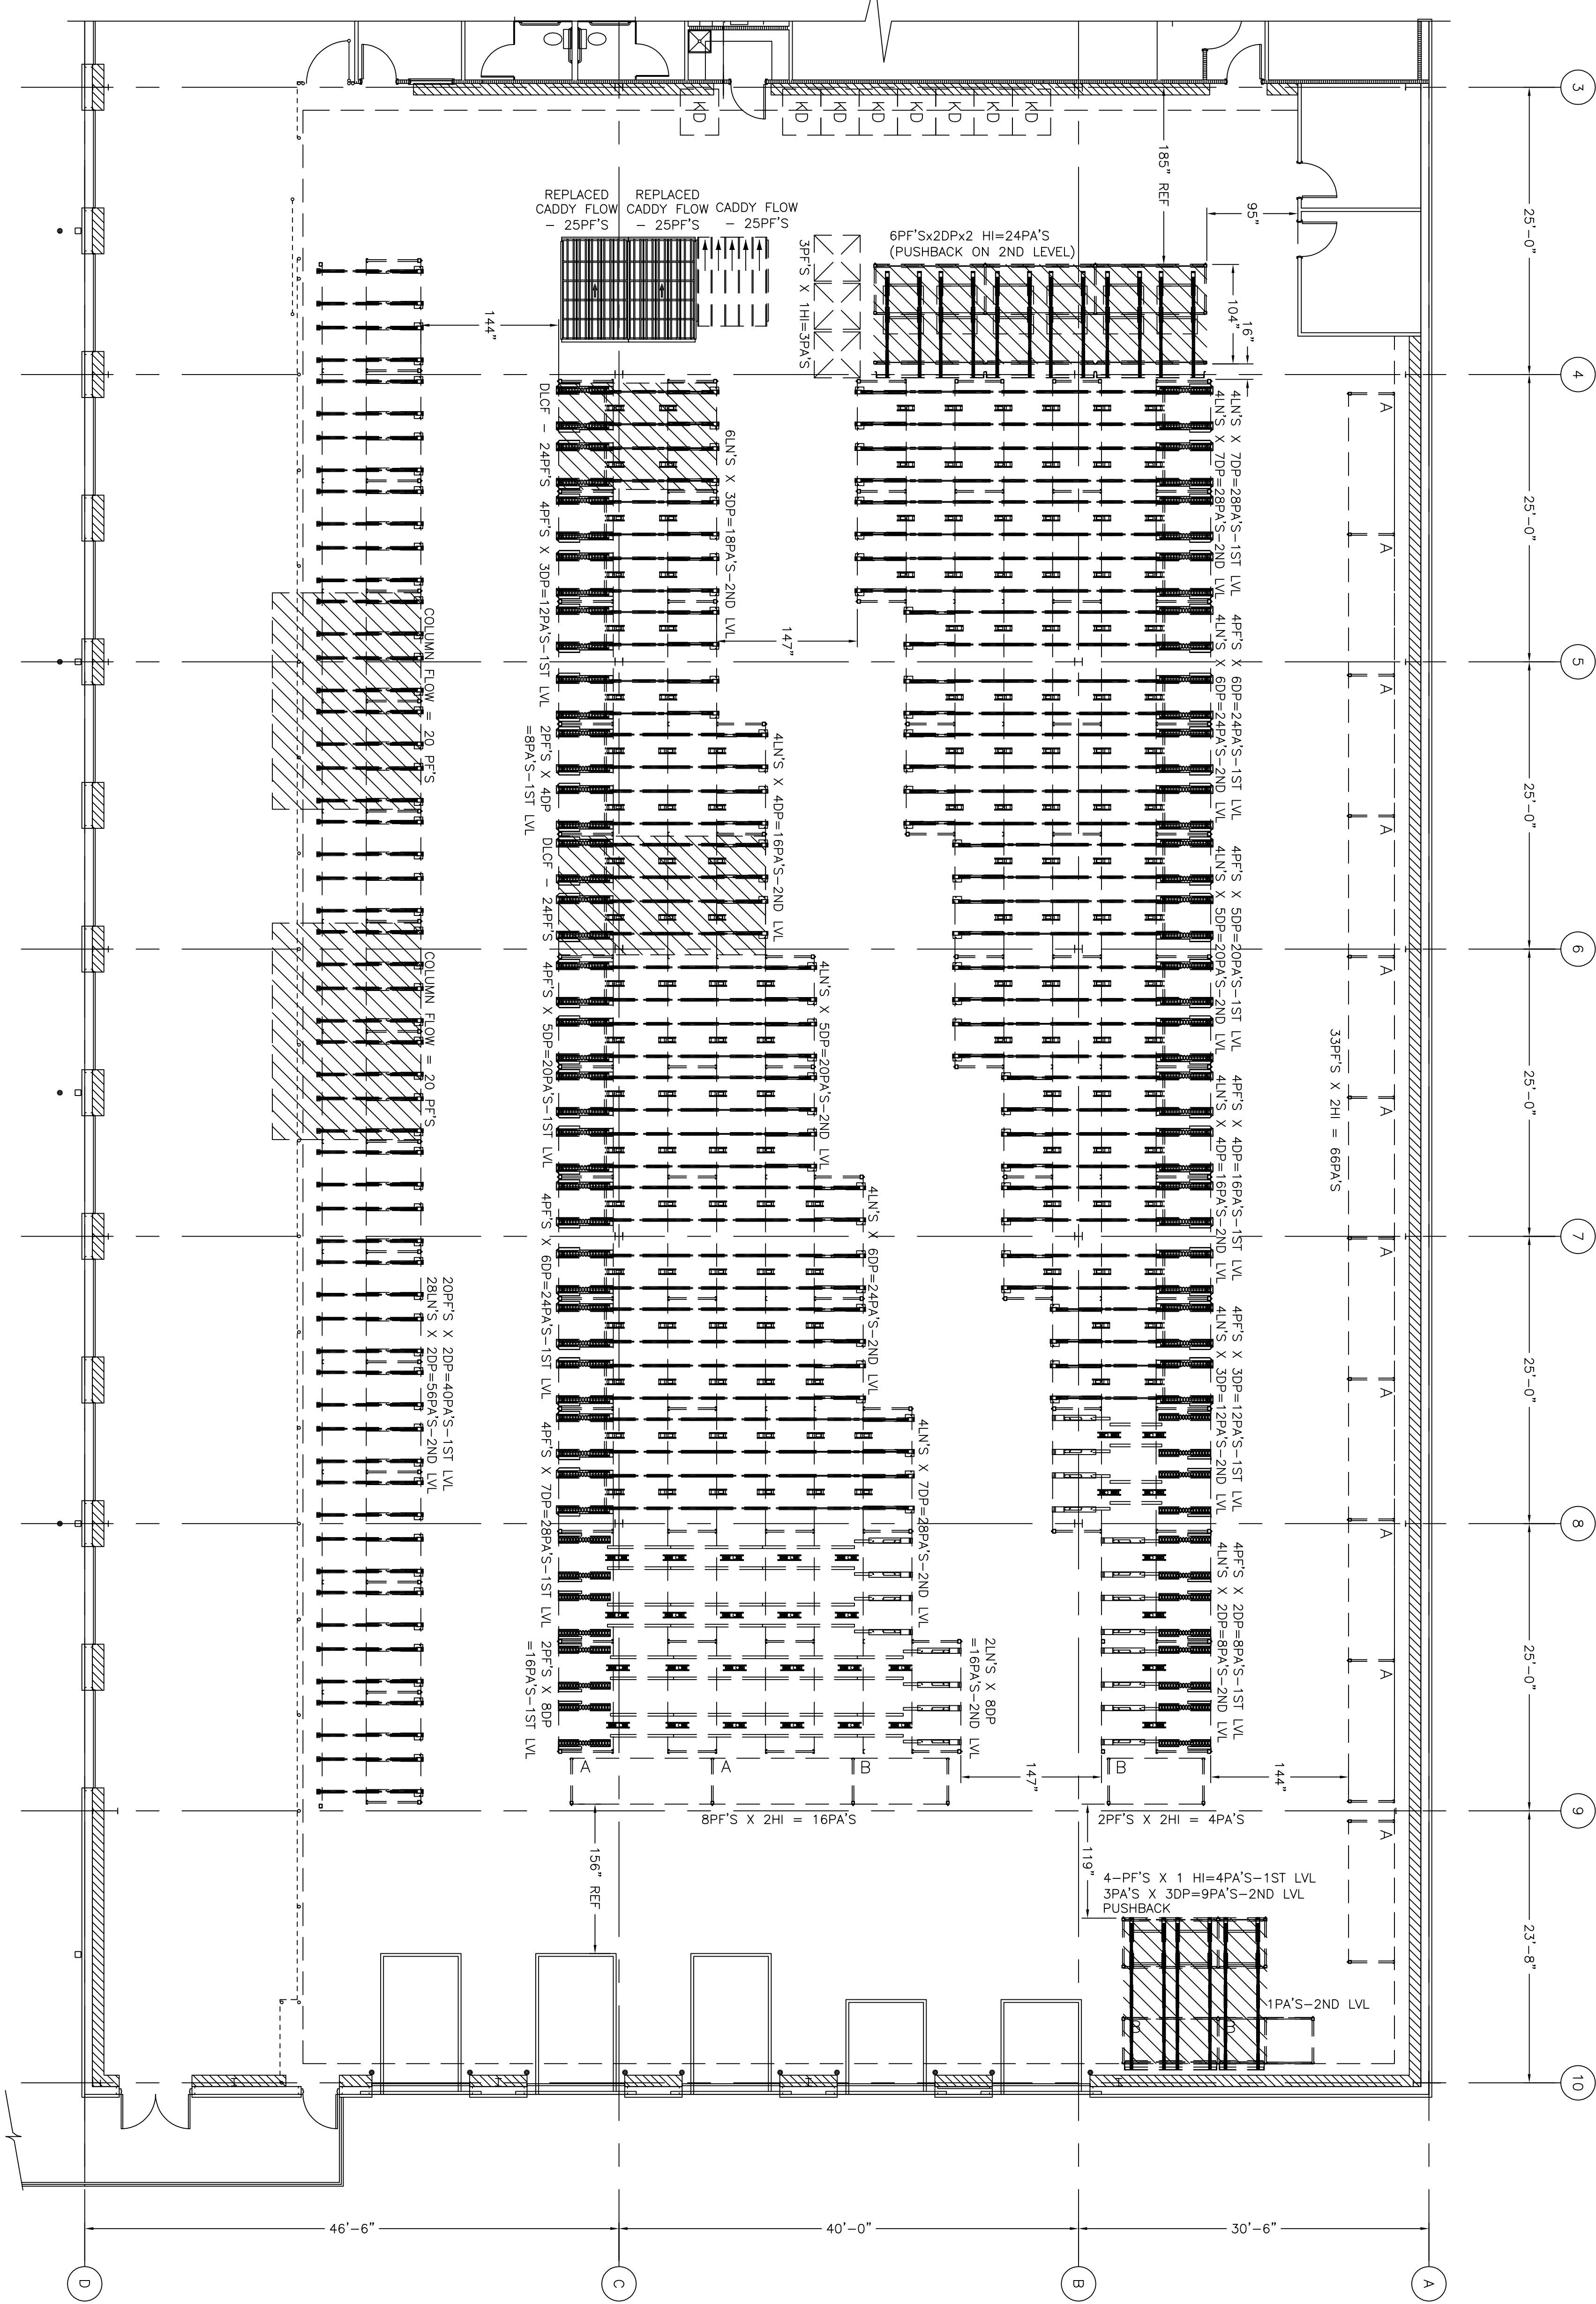 3
KD
KD
KD
KD
KD
KD
KD
KD
KD
185" REF
95"
25'-0"
REPLACED
CADDY FLOW
- 25PF'S
REPLACED
CADDY FLOW
- 25PF'S
CADDY FLOW
- 25PF'S
3PF'S X 1HI=3PA'S
6PF'Sx2DPx2 HI=24PA'S
(PUSHBACK ON 2ND LEVEL)
104"
16"
144"
4
A
A
A
A
A
A
A
A
A
A
A
25'-0"
25'-0"
25'-0"
25'-0"
25'-0"
23'-8"
5
6
7
8
9
10
4LN'S X 7DP=28PA'S-1ST LVL
4LN'S X 7DP=28PA'S-2ND LVL
4PF'S X 6DP=24PA'S-1ST LVL
4LN'S X 6DP=24PA'S-2ND LVL
4PF'S X 5DP=20PA'S-1ST LVL
4LN'S X 5DP=20PA'S-2ND LVL
4PF'S X 4DP=16PA'S-1ST LVL
4LN'S X 4DP=16PA'S-2ND LVL
4PF'S X 3DP=12PA'S-1ST LVL
4LN'S X 3DP=12PA'S-2ND LVL
4PF'S X 2DP=8PA'S-1ST LVL
4LN'S X 2DP=8PA'S-2ND LVL
33PF'S X 2HI = 66PA'S
147"
6LN'S X 3DP=18PA'S-2ND LVL
4LN'S X 4DP=16PA'S-2ND LVL
4LN'S X 5DP=20PA'S-2ND LVL
4LN'S X 6DP=24PA'S-2ND LVL
4LN'S X 7DP=28PA'S-2ND LVL
2LN'S X 8DP
=16PA'S-2ND LVL
DLCF - 24PF'S
4PF'S X 3DP=12PA'S-1ST LVL
2PF'S X 4DP
=8PA'S-1ST LVL
DLCF - 24PF'S
4PF'S X 5DP=20PA'S-1ST LVL
4PF'S X 6DP=24PA'S-1ST LVL
4PF'S X 7DP=28PA'S-1ST LVL
2PF'S X 8DP
=16PA'S-1ST LVL
COLUMN FLOW = 20 PF'S
COLUMN FLOW = 20 PF'S
20PF'S X 2DP=40PA'S-1ST LVL
28LN'S X 2DP=56PA'S-2ND LVL
A
A
B
147"
B
144"
8PF'S X 2HI = 16PA'S
2PF'S X 2HI = 4PA'S
156" REF
119"
4-PF'S X 1 HI=4PA'S-1ST LVL
3PA'S X 3DP=9PA'S-2ND LVL
PUSHBACK
1PA'S-2ND LVL
A
B
B
46'-6"
40'-0"
30'-6"
D
C
B
A